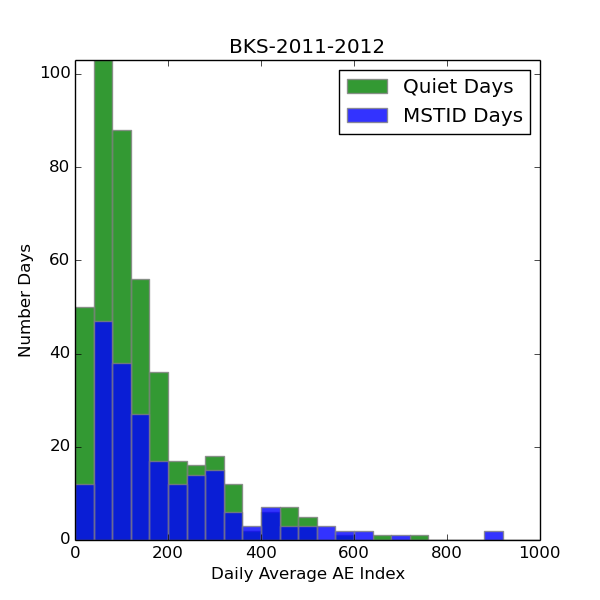 BKS-2011-2012
Quiet Days
MSTID Days
100
80
60
40
20
0
Number Days
0 200 400 600 800 1000
Daily Average AE Index